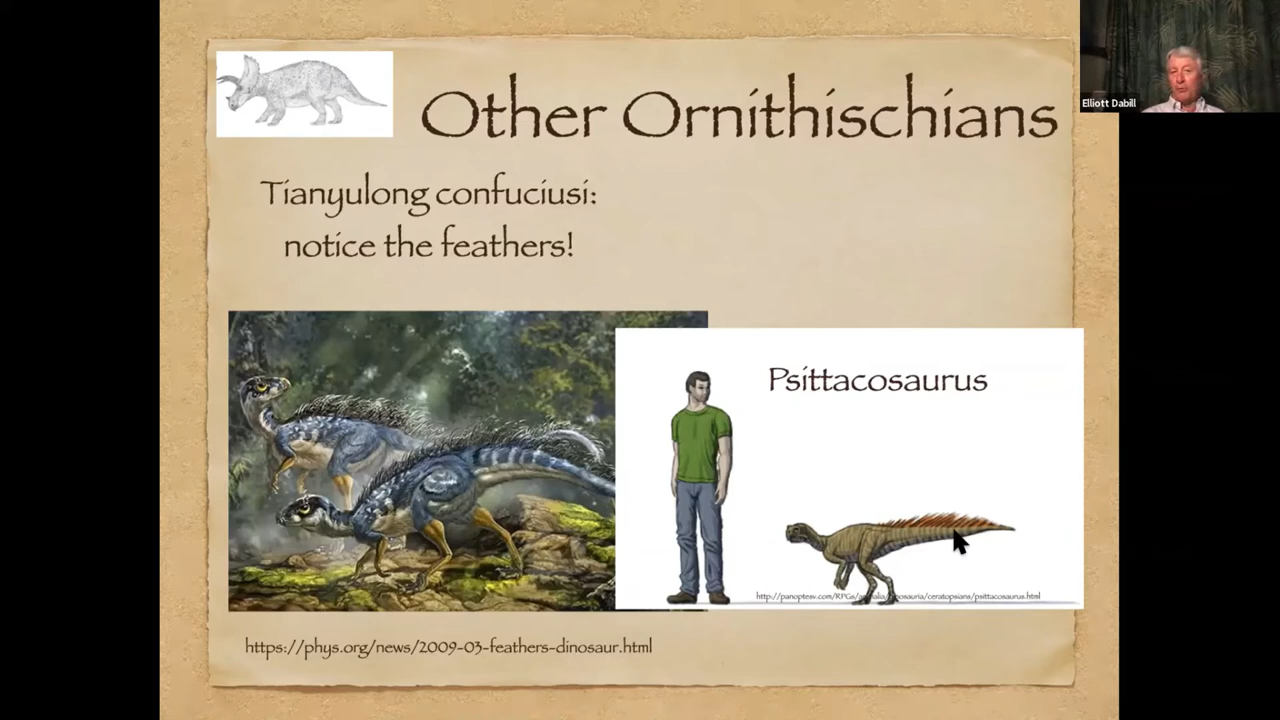 Other Ornithischians
Elliott Dabill
Tianyulong confuciusi:
notice the feathers!
Psittacosaurus
http://panoptesv.com/RPGs/animalia/dinosauria/ceratopsians/psittacosaurus.html
https://phys.org/news/2009-03-feathers-dinosaur.html